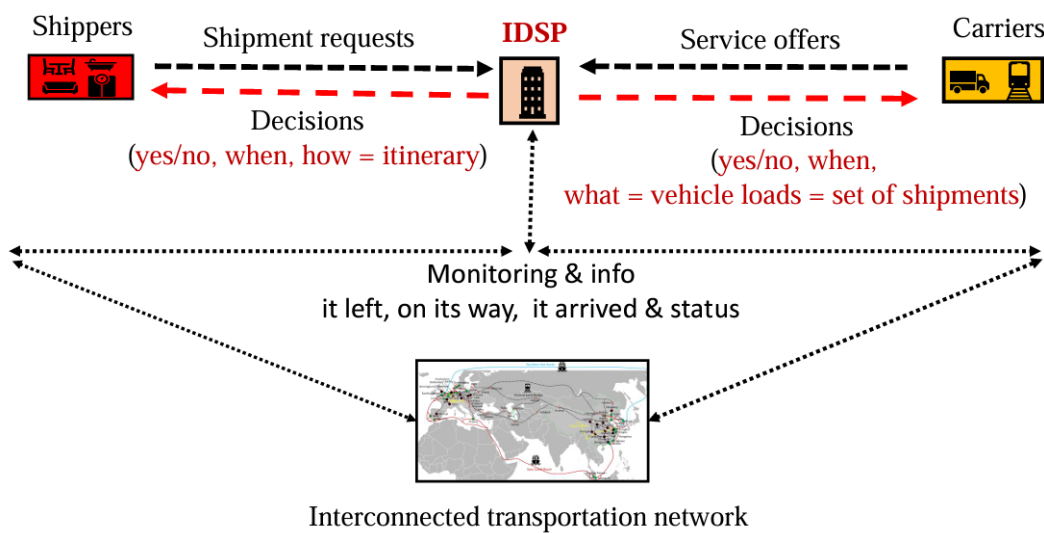 Shippers
Shipment requests
IDSP
Service offers
Carriers
Decisions
(yes/no, when, how = itinerary)
Decisions
(yes/no, when,
what = vehicle loads = set of shipments)
Monitoring & info
it left, on its way, it arrived & status
Interconnected transportation network